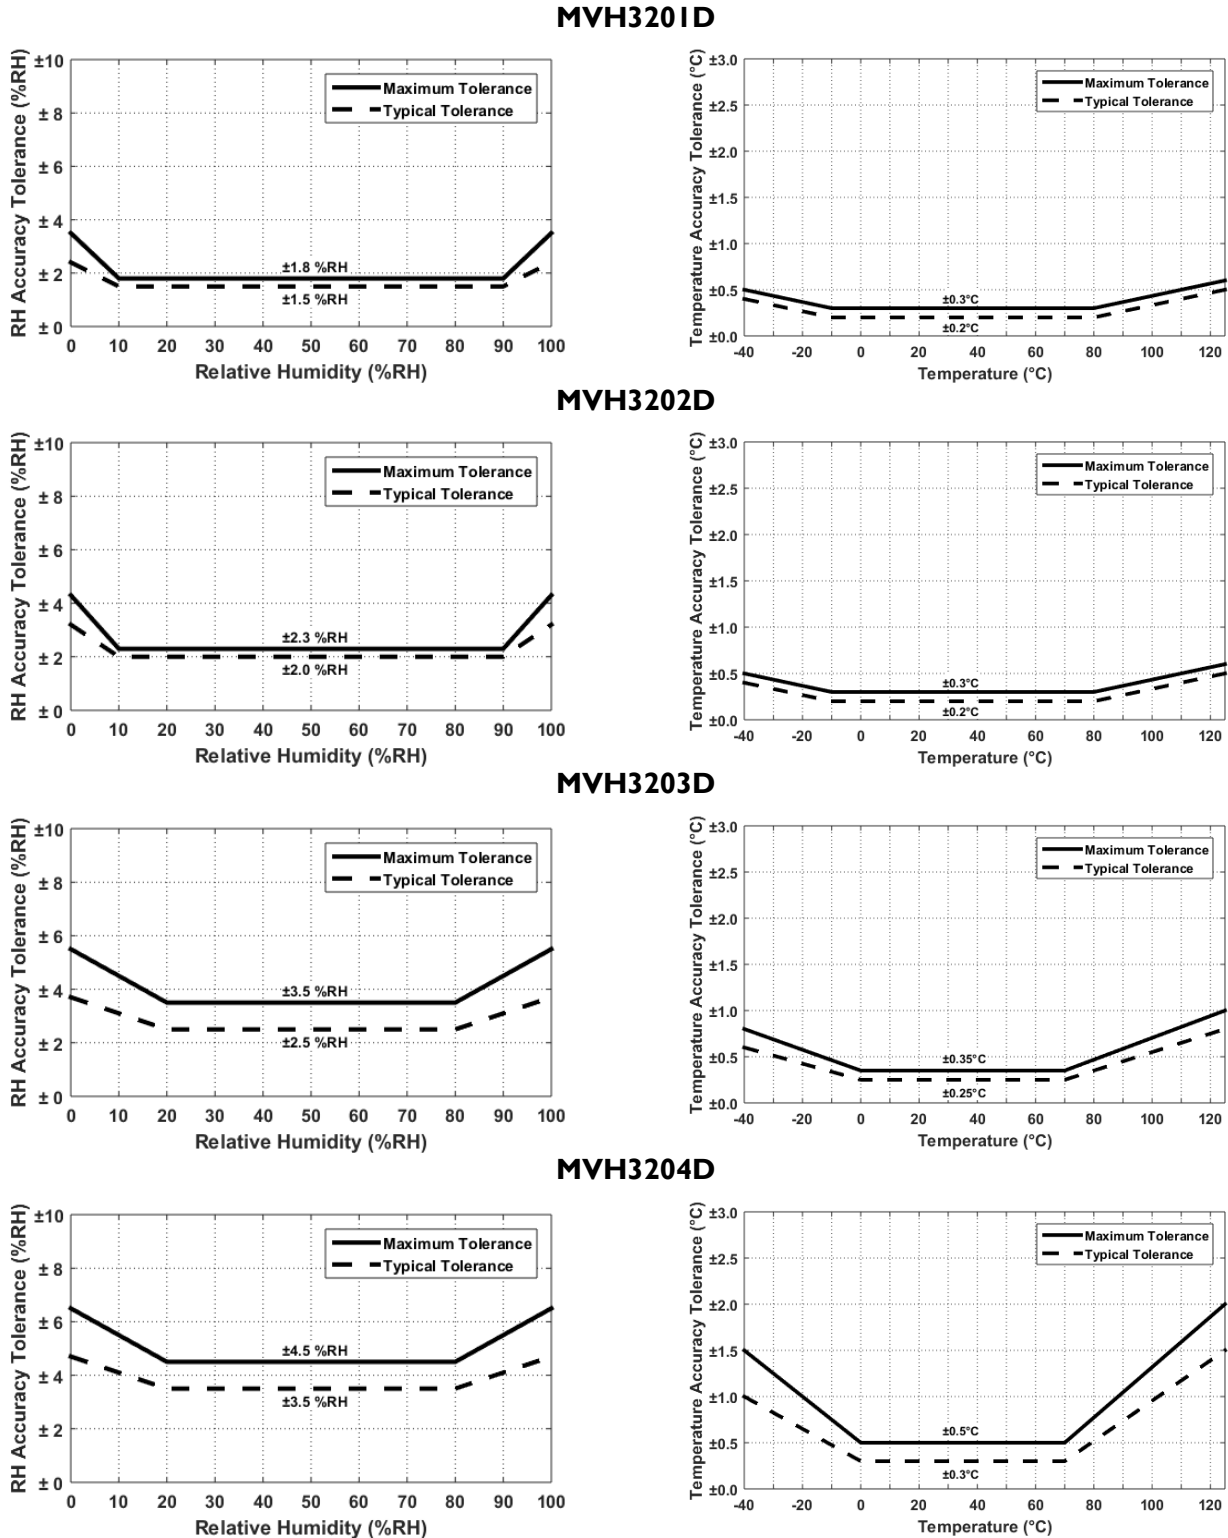 MVH3201D
RH Accuracy Tolerance (%RH)
±10
± 8
± 6
± 4
± 2
± 0
Maximum Tolerance
Typical Tolerance
±1.8 %RH
±1.5 %RH
0 10 20 30 40 50 60 70 80 90 100
Relative Humidity (%RH)
Temperature Accuracy Tolerance (°C)
±3.0
±2.5
±2.0
±1.5
±1.0
±0.5
±0.0
Maximum Tolerance
Typical Tolerance
±0.3°C
±0.2°C
-40 -20 0 20 40 60 80 100 120
Temperature (°C)
MVH3202D
RH Accuracy Tolerance (%RH)
±10
± 8
± 6
± 4
± 2
± 0
Maximum Tolerance
Typical Tolerance
±2.3 %RH
±2.0 %RH
0 10 20 30 40 50 60 70 80 90 100
Relative Humidity (%RH)
Temperature Accuracy Tolerance (°C)
±3.0
±2.5
±2.0
±1.5
±1.0
±0.5
±0.0
Maximum Tolerance
Typical Tolerance
±0.3°C
±0.2°C
-40 -20 0 20 40 60 80 100 120
Temperature (°C)
MVH3203D
RH Accuracy Tolerance (%RH)
±10
± 8
± 6
± 4
± 2
± 0
Maximum Tolerance
Typical Tolerance
±3.5 %RH
±2.5 %RH
0 10 20 30 40 50 60 70 80 90 100
Relative Humidity (%RH)
Temperature Accuracy Tolerance (°C)
±3.0
±2.5
±2.0
±1.5
±1.0
±0.5
±0.0
Maximum Tolerance
Typical Tolerance
±0.35°C
±0.25°C
-40 -20 0 20 40 60 80 100 120
Temperature (°C)
MVH3204D
RH Accuracy Tolerance (%RH)
±10
± 8
± 6
± 4
± 2
± 0
Maximum Tolerance
Typical Tolerance
±4.5 %RH
±3.5 %RH
0 10 20 30 40 50 60 70 80 90 100
Relative Humidity (%RH)
Temperature Accuracy Tolerance (°C)
±3.0
±2.5
±2.0
±1.5
±1.0
±0.5
±0.0
Maximum Tolerance
Typical Tolerance
±0.5°C
±0.3°C
-40 -20 0 20 40 60 80 100 120
Temperature (°C)